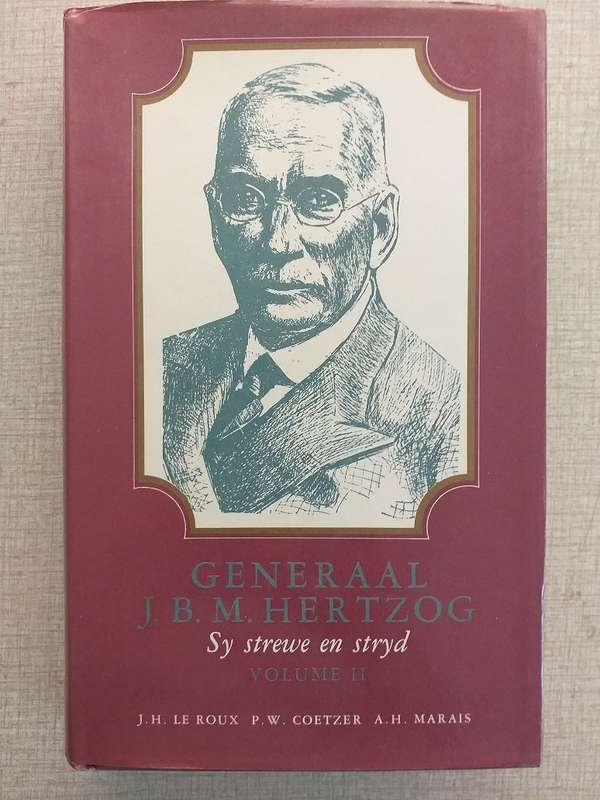 GENERAAL
J. B. M. HERTZOG
Sy strewe en stryd
VOLUME II
J.H. LE ROUX P.W. COETZER A.H. MARAIS